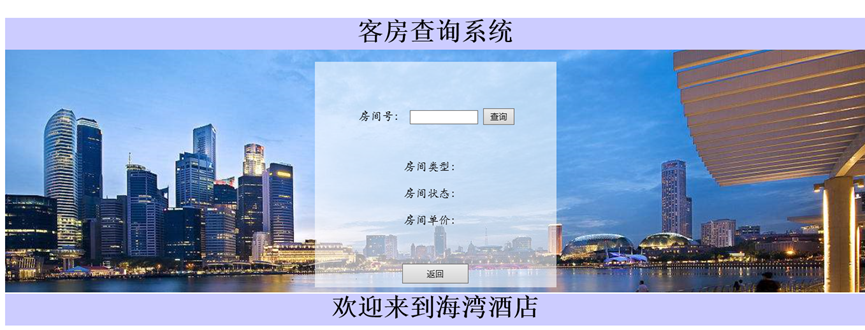 客房查询系统
房间号： 查询
房间类型：
房间状态：
房间单价：
返回
欢迎来到海湾酒店